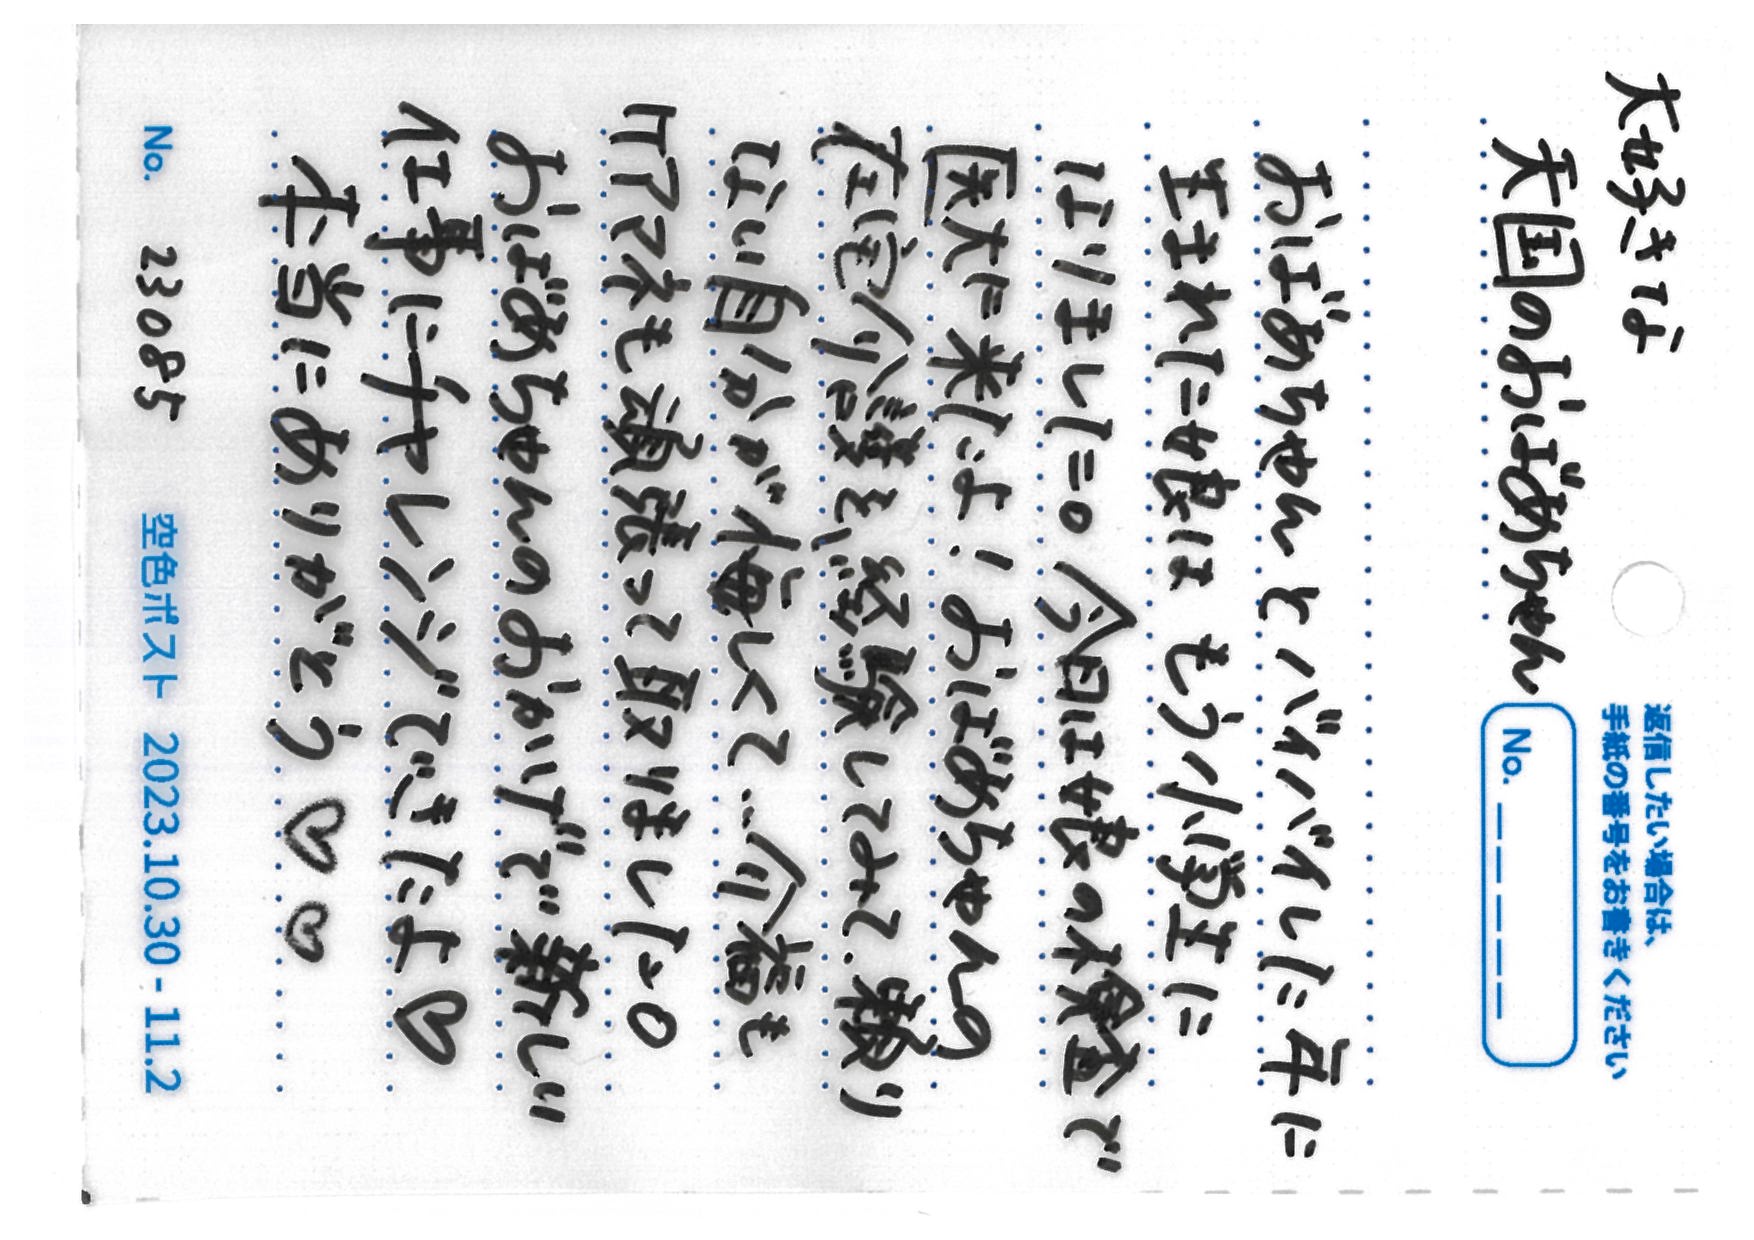 大好きな
天国のおばあちゃん
返信したい場合は、
手紙の番号をお書きください
No. _ _ _ _ _
おばあちゃんとバイバイした年に
生まれた娘は もう小学生に
なりました。今日は娘の検査で
医大に来たよ！おばあちゃんの
在宅介護を、経験してみて、頼り
ない自分が悔しくて…介福も
ケアマネも頑張って取りました。
おばあちゃんのおかげで新しい
仕事にチャレンジできたよ♡
本当にありがとう♡♡
No. 23085 空色ポスト 2023.10.30 - 11.2